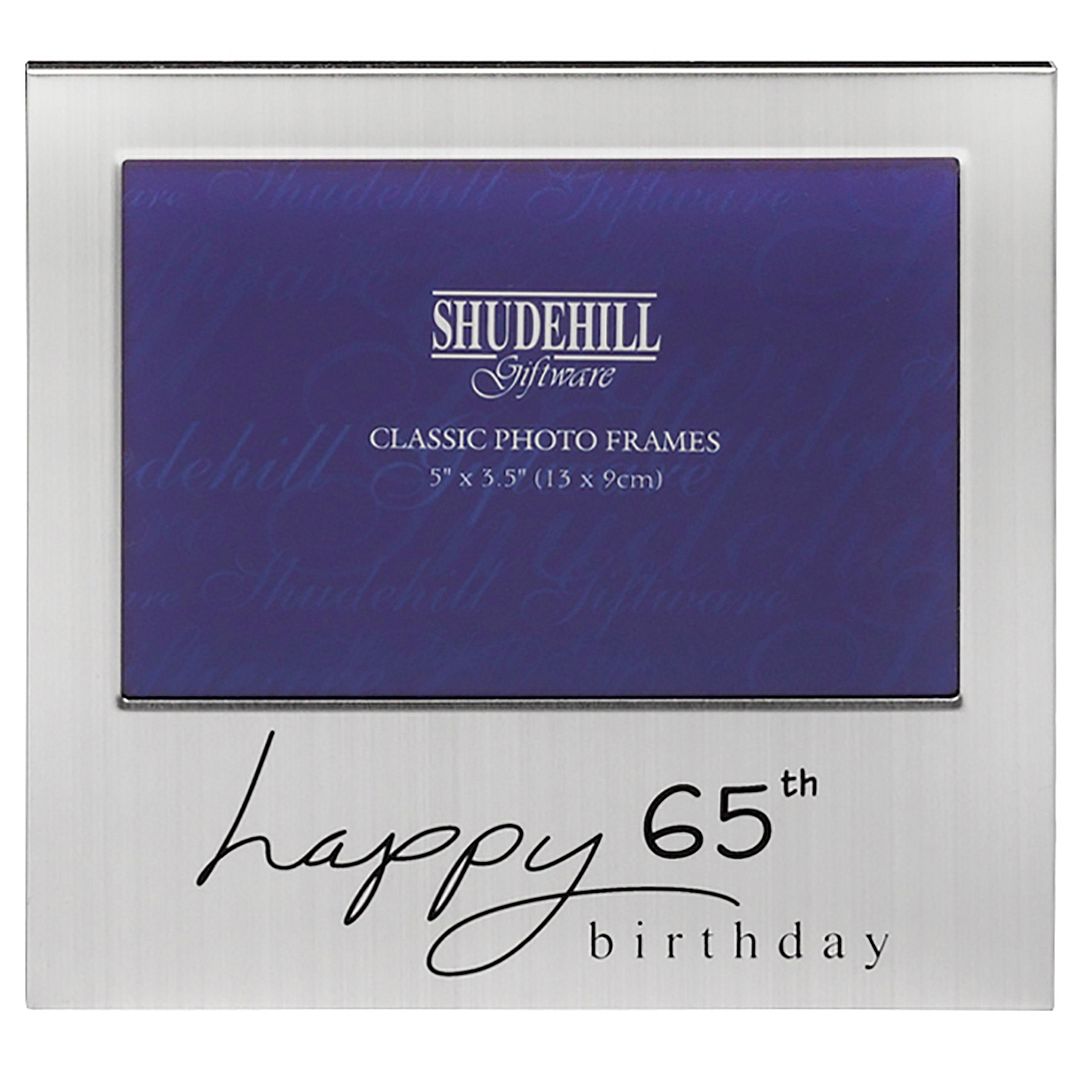 SHUDEHILL
Giftware
CLASSIC PHOTO FRAMES
5" x 3.5" (13 x 9cm)
happy 65th
birthday